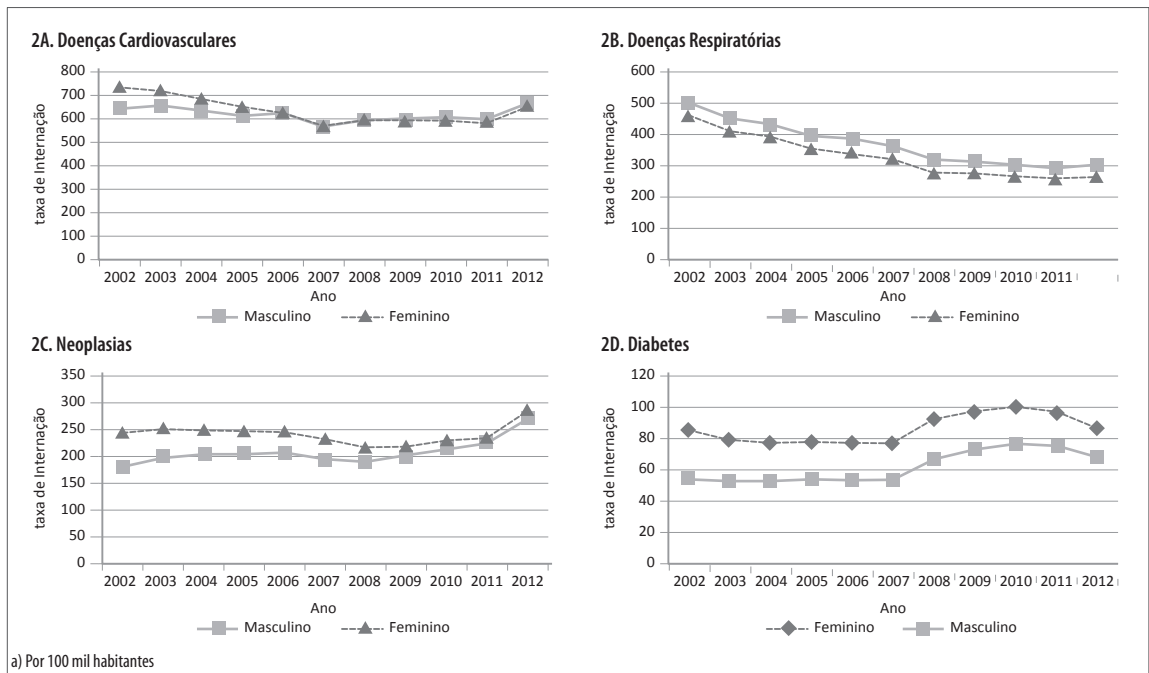 2A. Doenças Cardiovasculares
taxa de Internação
800
700
600
500
400
300
200
100
0
2002 2003 2004 2005 2006 2007 2008 2009 2010 2011 2012
Ano
Masculino Feminino
2B. Doenças Respiratórias
taxa de Internação
600
500
400
300
200
100
0
2002 2003 2004 2005 2006 2007 2008 2009 2010 2011
Ano
Masculino Feminino
2C. Neoplasias
taxa de Internação
350
300
250
200
150
100
50
0
2002 2003 2004 2005 2006 2007 2008 2009 2010 2011 2012
Ano
Masculino Feminino
2D. Diabetes
taxa de Internação
120
100
80
60
40
20
0
2002 2003 2004 2005 2006 2007 2008 2009 2010 2011 2012
Ano
Feminino Masculino
a) Por 100 mil habitantes